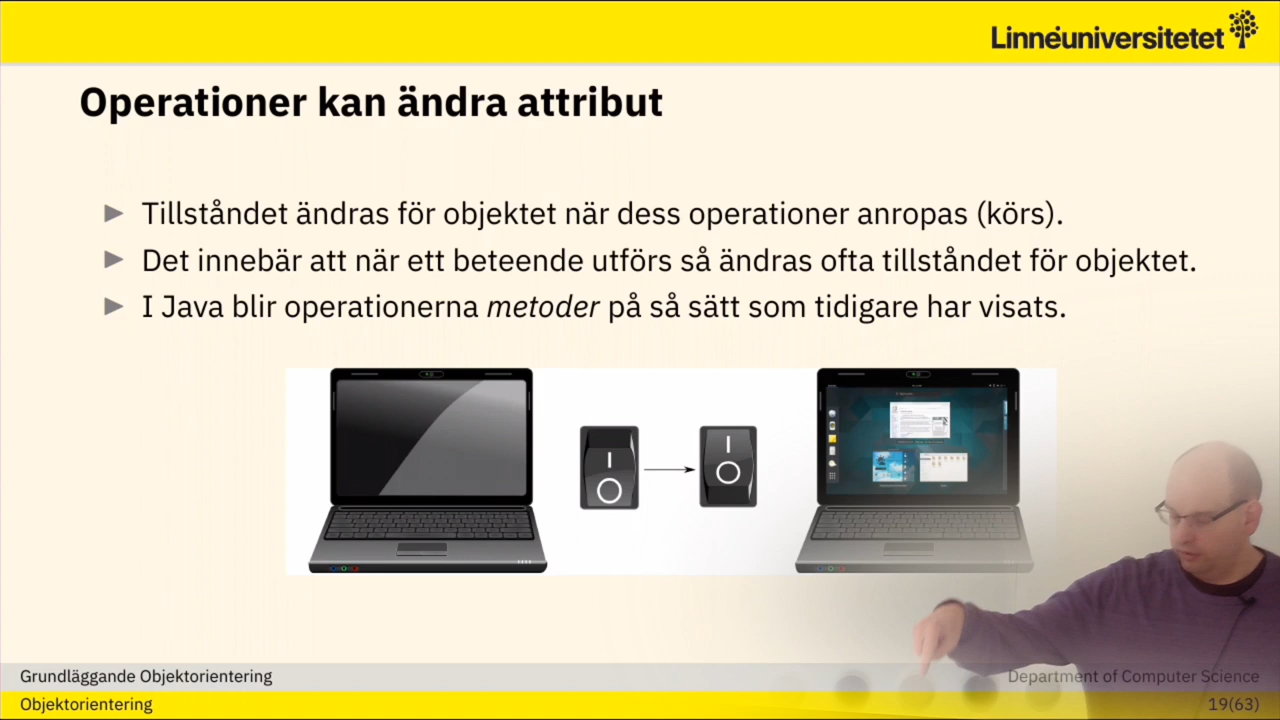 Linnéuniversitetet
Operationer kan ändra attribut
Tillståndet ändras för objektet när dess operationer anropas (körs).
Det innebär att när ett beteende utförs så ändras ofta tillståndet för objektet.
I Java blir operationerna metoder på så sätt som tidigare har visats.
Grundläggande Objektorientering
Department of Computer Science
Objektorientering
19(63)